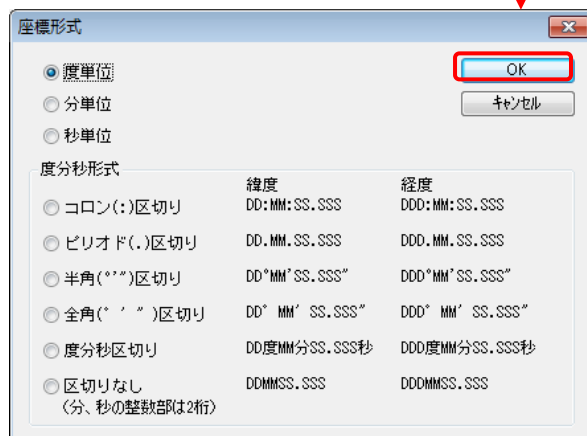 座標形式
度単位 OK
分単位 キャンセル
秒単位
度分秒形式
緯度 経度
コロン(:)区切り DD:MM:SS.SSS DDD:MM:SS.SSS
ピリオド(.)区切り DD.MM.SS.SSS DDD.MM.SS.SSS
半角(°'")区切り DD°MM'SS.SSS" DDD°MM'SS.SSS"
全角(°′″)区切り DD°MM′SS.SSS″ DDD°MM′SS.SSS″
度分秒区切り DD度MM分SS.SSS秒 DDD度MM分SS.SSS秒
区切りなし DDMMSS.SSS DDDMMSS.SSS
(分、秒の整数部は2桁)